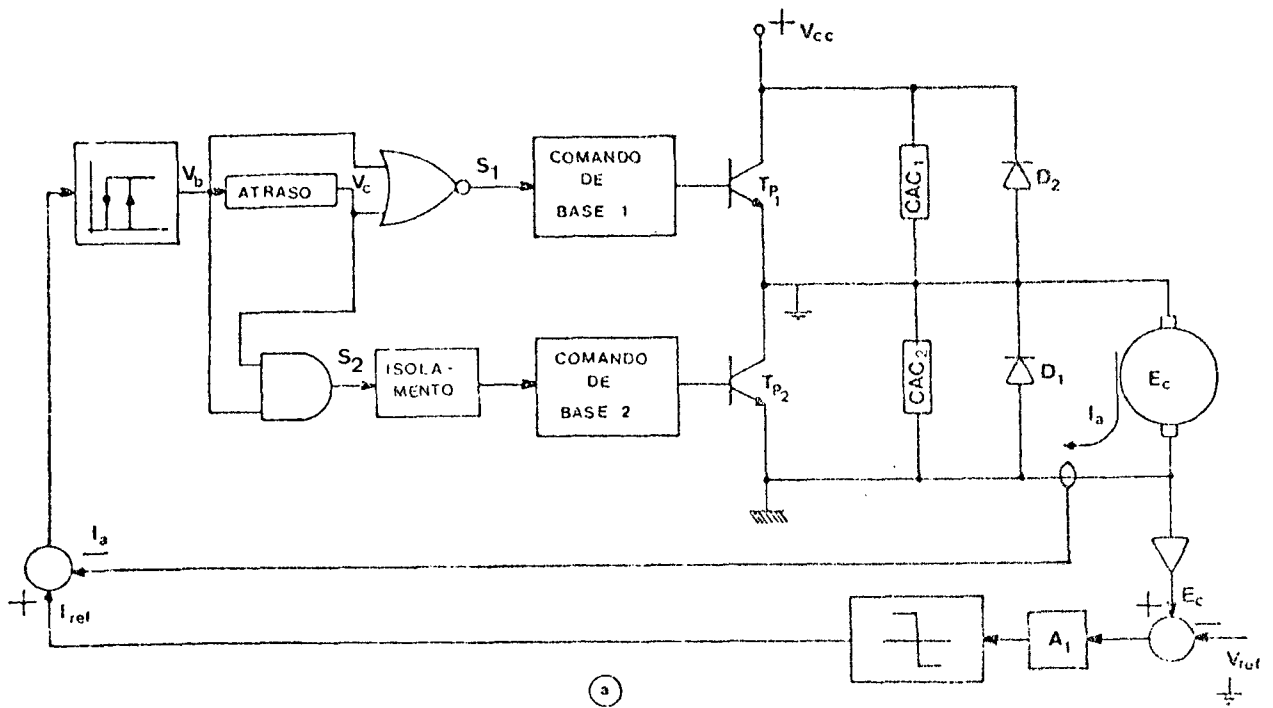 + Vcc
COMANDO
DE
BASE 1
Vb
ATRASO
Vc
S1
TP1
CAC1
D2
S2
ISOLA-
MENTO
COMANDO
DE
BASE 2
TP2
CAC2
D1
Ec
Ia
Ia
−
+
Iref
+
Ec
−
A1
Vref
a